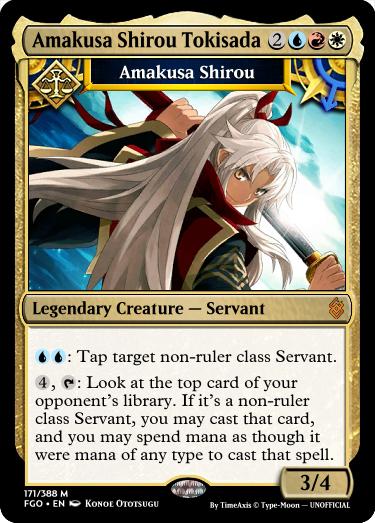 Amakusa Shirou Tokisada 2
Amakusa Shirou
Legendary Creature — Servant
: Tap target non-ruler class Servant.
4, : Look at the top card of your
opponent's library. If it's a non-ruler
class Servant, you may cast that card,
and you may spend mana as though it
were mana of any type to cast that spell.
3/4
171/388 M
FGO • EN Konoe Ototsugu
By TimeAxis © Type-Moon — UNOFFICIAL